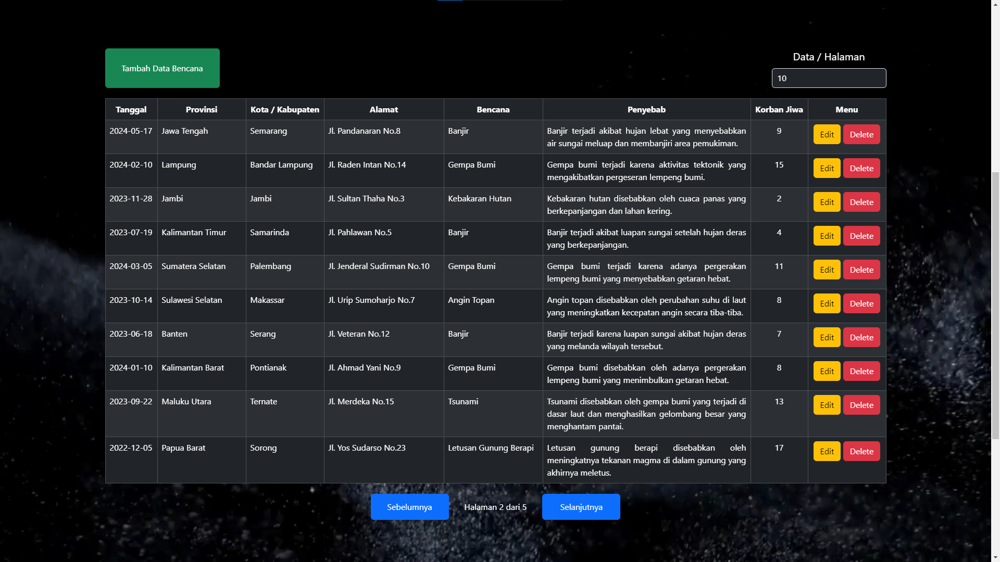 Tambah Data Bencana
Data / Halaman
10
Tanggal Provinsi Kota / Kabupaten Alamat Bencana Penyebab Korban Jiwa Menu
2024-05-17 Jawa Tengah Semarang Jl. Pandanaran No.8 Banjir Banjir terjadi akibat hujan lebat yang menyebabkan 9 Edit Delete
air sungai meluap dan membanjiri area pemukiman.
2024-02-10 Lampung Bandar Lampung Jl. Raden Intan No.14 Gempa Bumi Gempa bumi terjadi karena aktivitas tektonik yang 15 Edit Delete
mengakibatkan pergeseran lempeng bumi.
2023-11-28 Jambi Jambi Jl. Sultan Thaha No.3 Kebakaran Hutan Kebakaran hutan disebabkan oleh cuaca panas yang 2 Edit Delete
berkepanjangan dan lahan kering.
2023-07-19 Kalimantan Timur Samarinda Jl. Pahlawan No.5 Banjir Banjir terjadi akibat luapan sungai setelah hujan deras 4 Edit Delete
yang berkepanjangan.
2024-03-05 Sumatera Selatan Palembang Jl. Jenderal Sudirman No.10 Gempa Bumi Gempa bumi terjadi karena adanya pergerakan 11 Edit Delete
lempeng bumi yang menyebabkan getaran hebat.
2023-10-14 Sulawesi Selatan Makassar Jl. Urip Sumoharjo No.7 Angin Topan Angin topan disebabkan oleh perubahan suhu di laut 8 Edit Delete
yang meningkatkan kecepatan angin secara tiba-tiba.
2023-06-18 Banten Serang Jl. Veteran No.12 Banjir Banjir terjadi karena luapan sungai akibat hujan deras 7 Edit Delete
yang melanda wilayah tersebut.
2024-01-10 Kalimantan Barat Pontianak Jl. Ahmad Yani No.9 Gempa Bumi Gempa bumi disebabkan oleh adanya pergerakan 8 Edit Delete
lempeng bumi yang menimbulkan getaran hebat.
2023-09-22 Maluku Utara Ternate Jl. Merdeka No.15 Tsunami Tsunami disebabkan oleh gempa bumi yang terjadi di 13 Edit Delete
dasar laut dan menghasilkan gelombang besar yang
menghantam pantai.
2022-12-05 Papua Barat Sorong Jl. Yos Sudarso No.23 Letusan Gunung Berapi Letusan gunung berapi disebabkan oleh 17 Edit Delete
meningkatnya tekanan magma di dalam gunung yang
akhirnya meletus.
Sebelumnya Halaman 2 dari 5 Selanjutnya